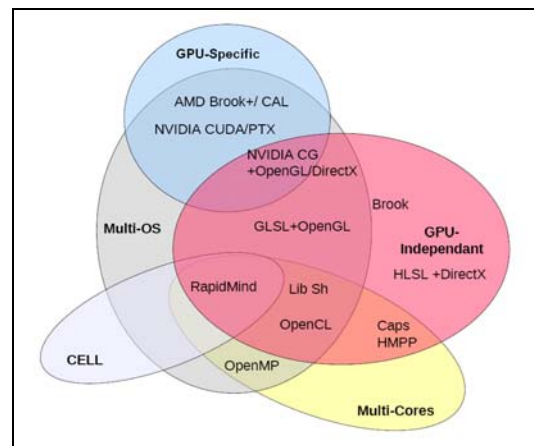 GPU-Specific
AMD Brook+/ CAL
NVIDIA CUDA/PTX
NVIDIA CG
+OpenGL/DirectX
Brook
Multi-OS
GLSL+OpenGL
GPU-
Independant
HLSL +DirectX
RapidMind
Lib Sh
OpenCL
Caps
HMPP
CELL
OpenMP
Multi-Cores